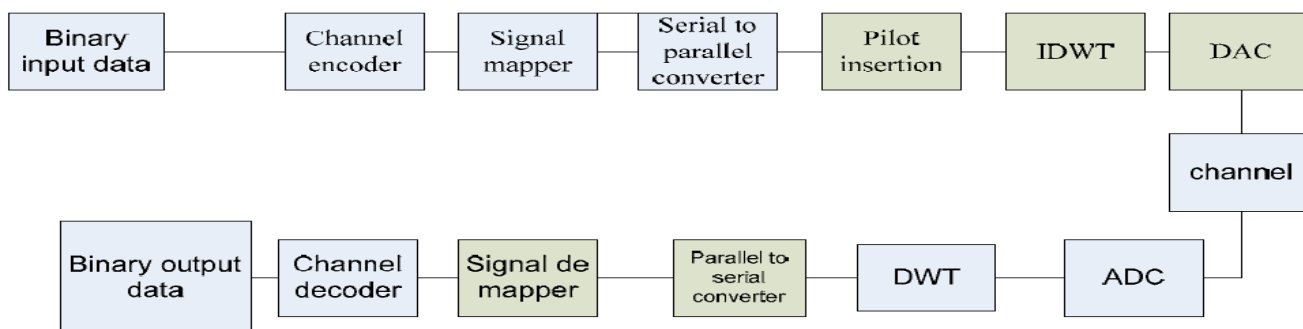 Binary
input data
Channel
encoder
Signal
mapper
Serial to
parallel
converter
Pilot
insertion
IDWT
DAC
channel
Binary output
data
Channel
decoder
Signal de
mapper
Parallel to
serial
converter
DWT
ADC